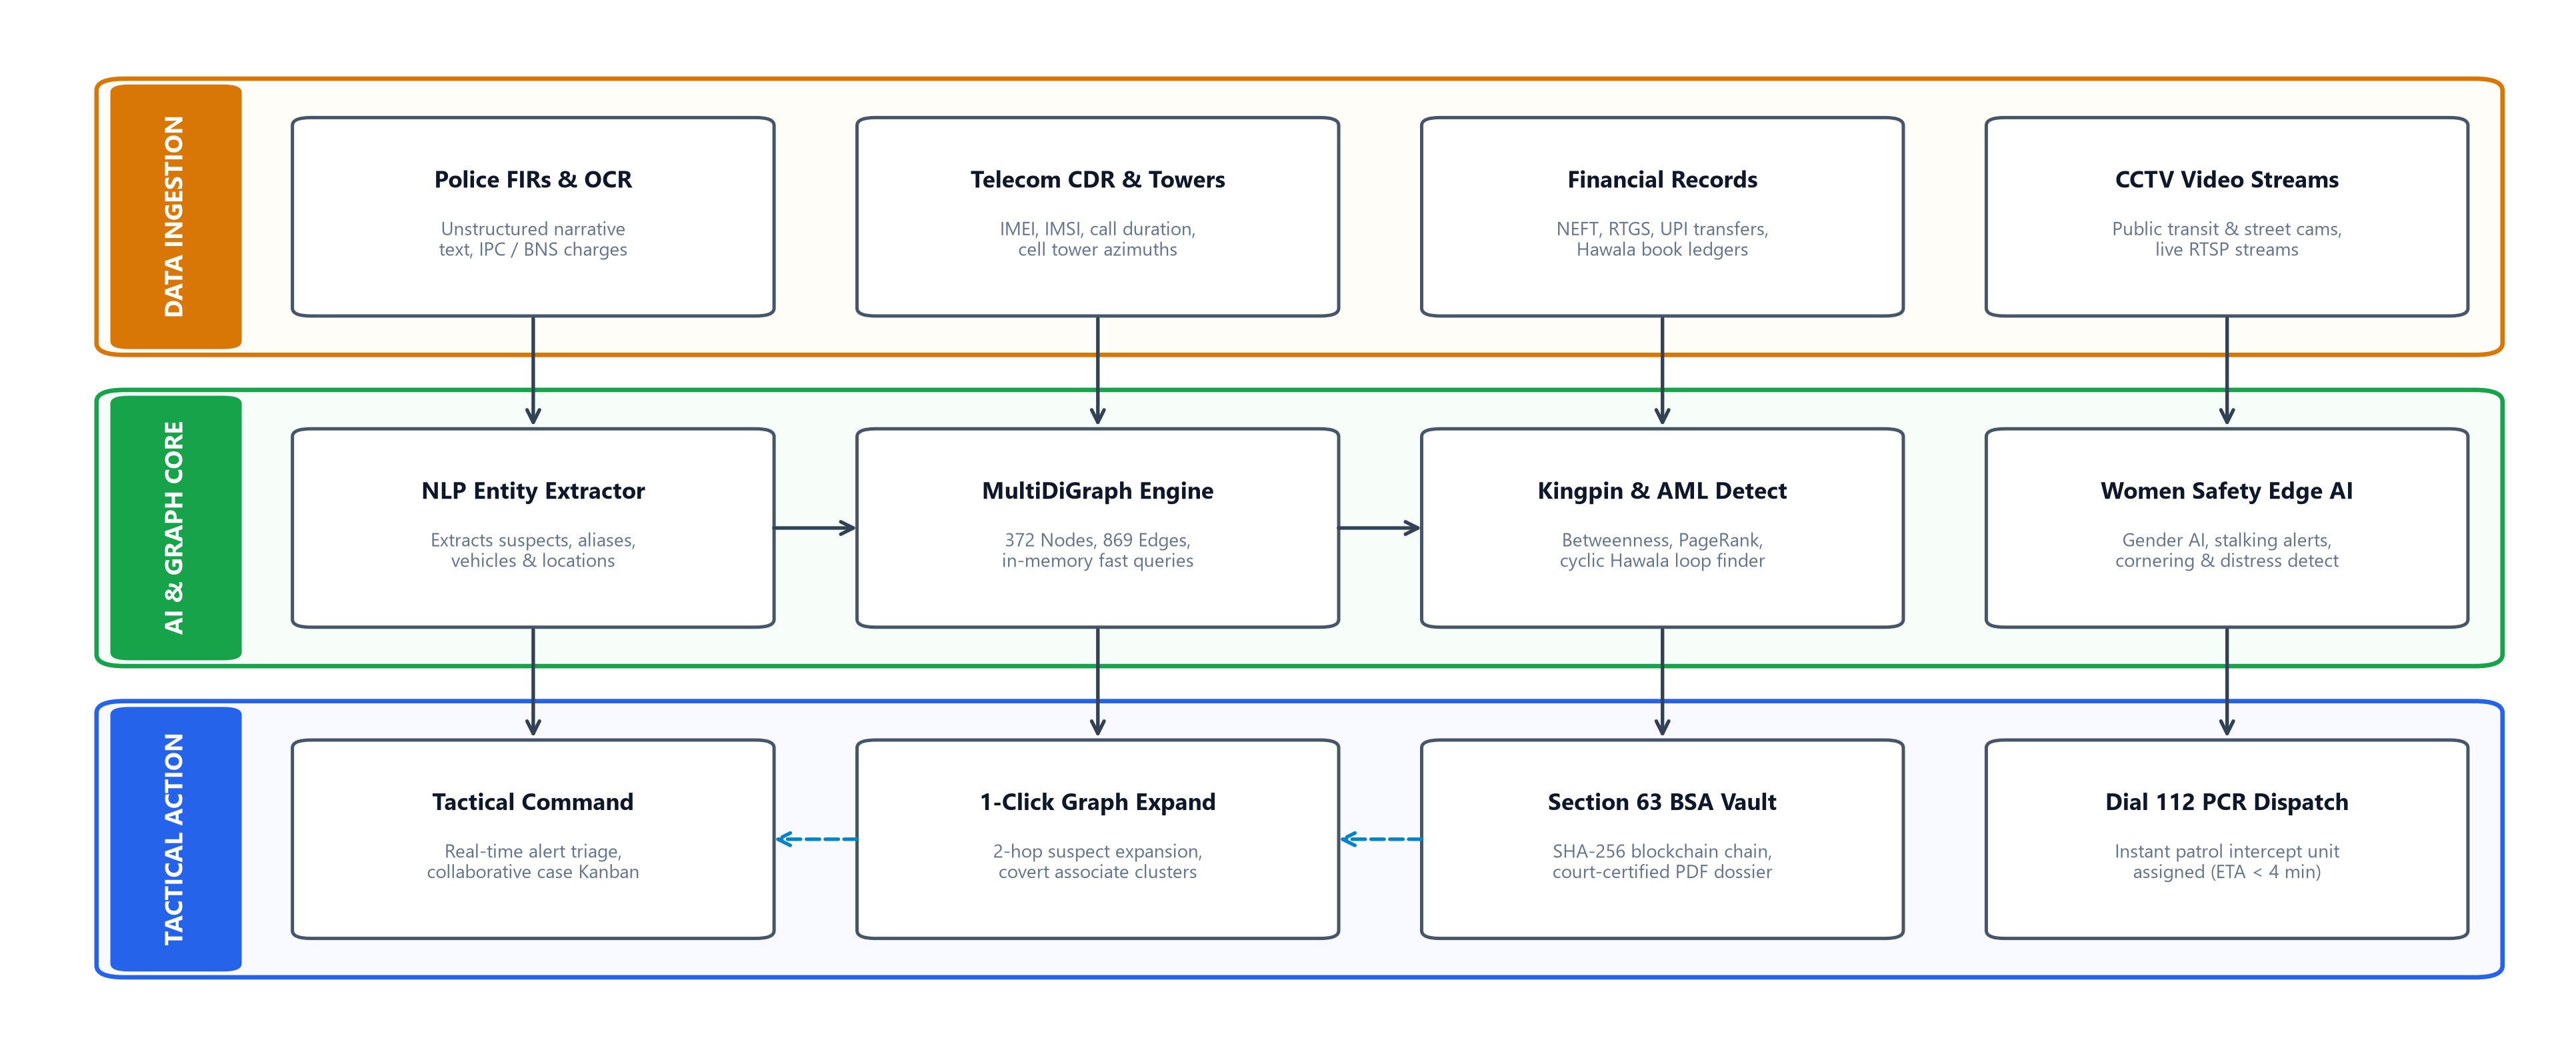 DATA INGESTION
Police FIRs & OCR
Unstructured narrative
text, IPC / BNS charges
Telecom CDR & Towers
IMEI, IMSI, call duration,
cell tower azimuths
Financial Records
NEFT, RTGS, UPI transfers,
Hawala book ledgers
CCTV Video Streams
Public transit & street cams,
live RTSP streams
AI & GRAPH CORE
NLP Entity Extractor
Extracts suspects, aliases,
vehicles & locations
MultiDiGraph Engine
372 Nodes, 869 Edges,
in-memory fast queries
Kingpin & AML Detect
Betweenness, PageRank,
cyclic Hawala loop finder
Women Safety Edge AI
Gender AI, stalking alerts,
cornering & distress detect
TACTICAL ACTION
Tactical Command
Real-time alert triage,
collaborative case Kanban
1-Click Graph Expand
2-hop suspect expansion,
covert associate clusters
Section 63 BSA Vault
SHA-256 blockchain chain,
court-certified PDF dossier
Dial 112 PCR Dispatch
Instant patrol intercept unit
assigned (ETA < 4 min)